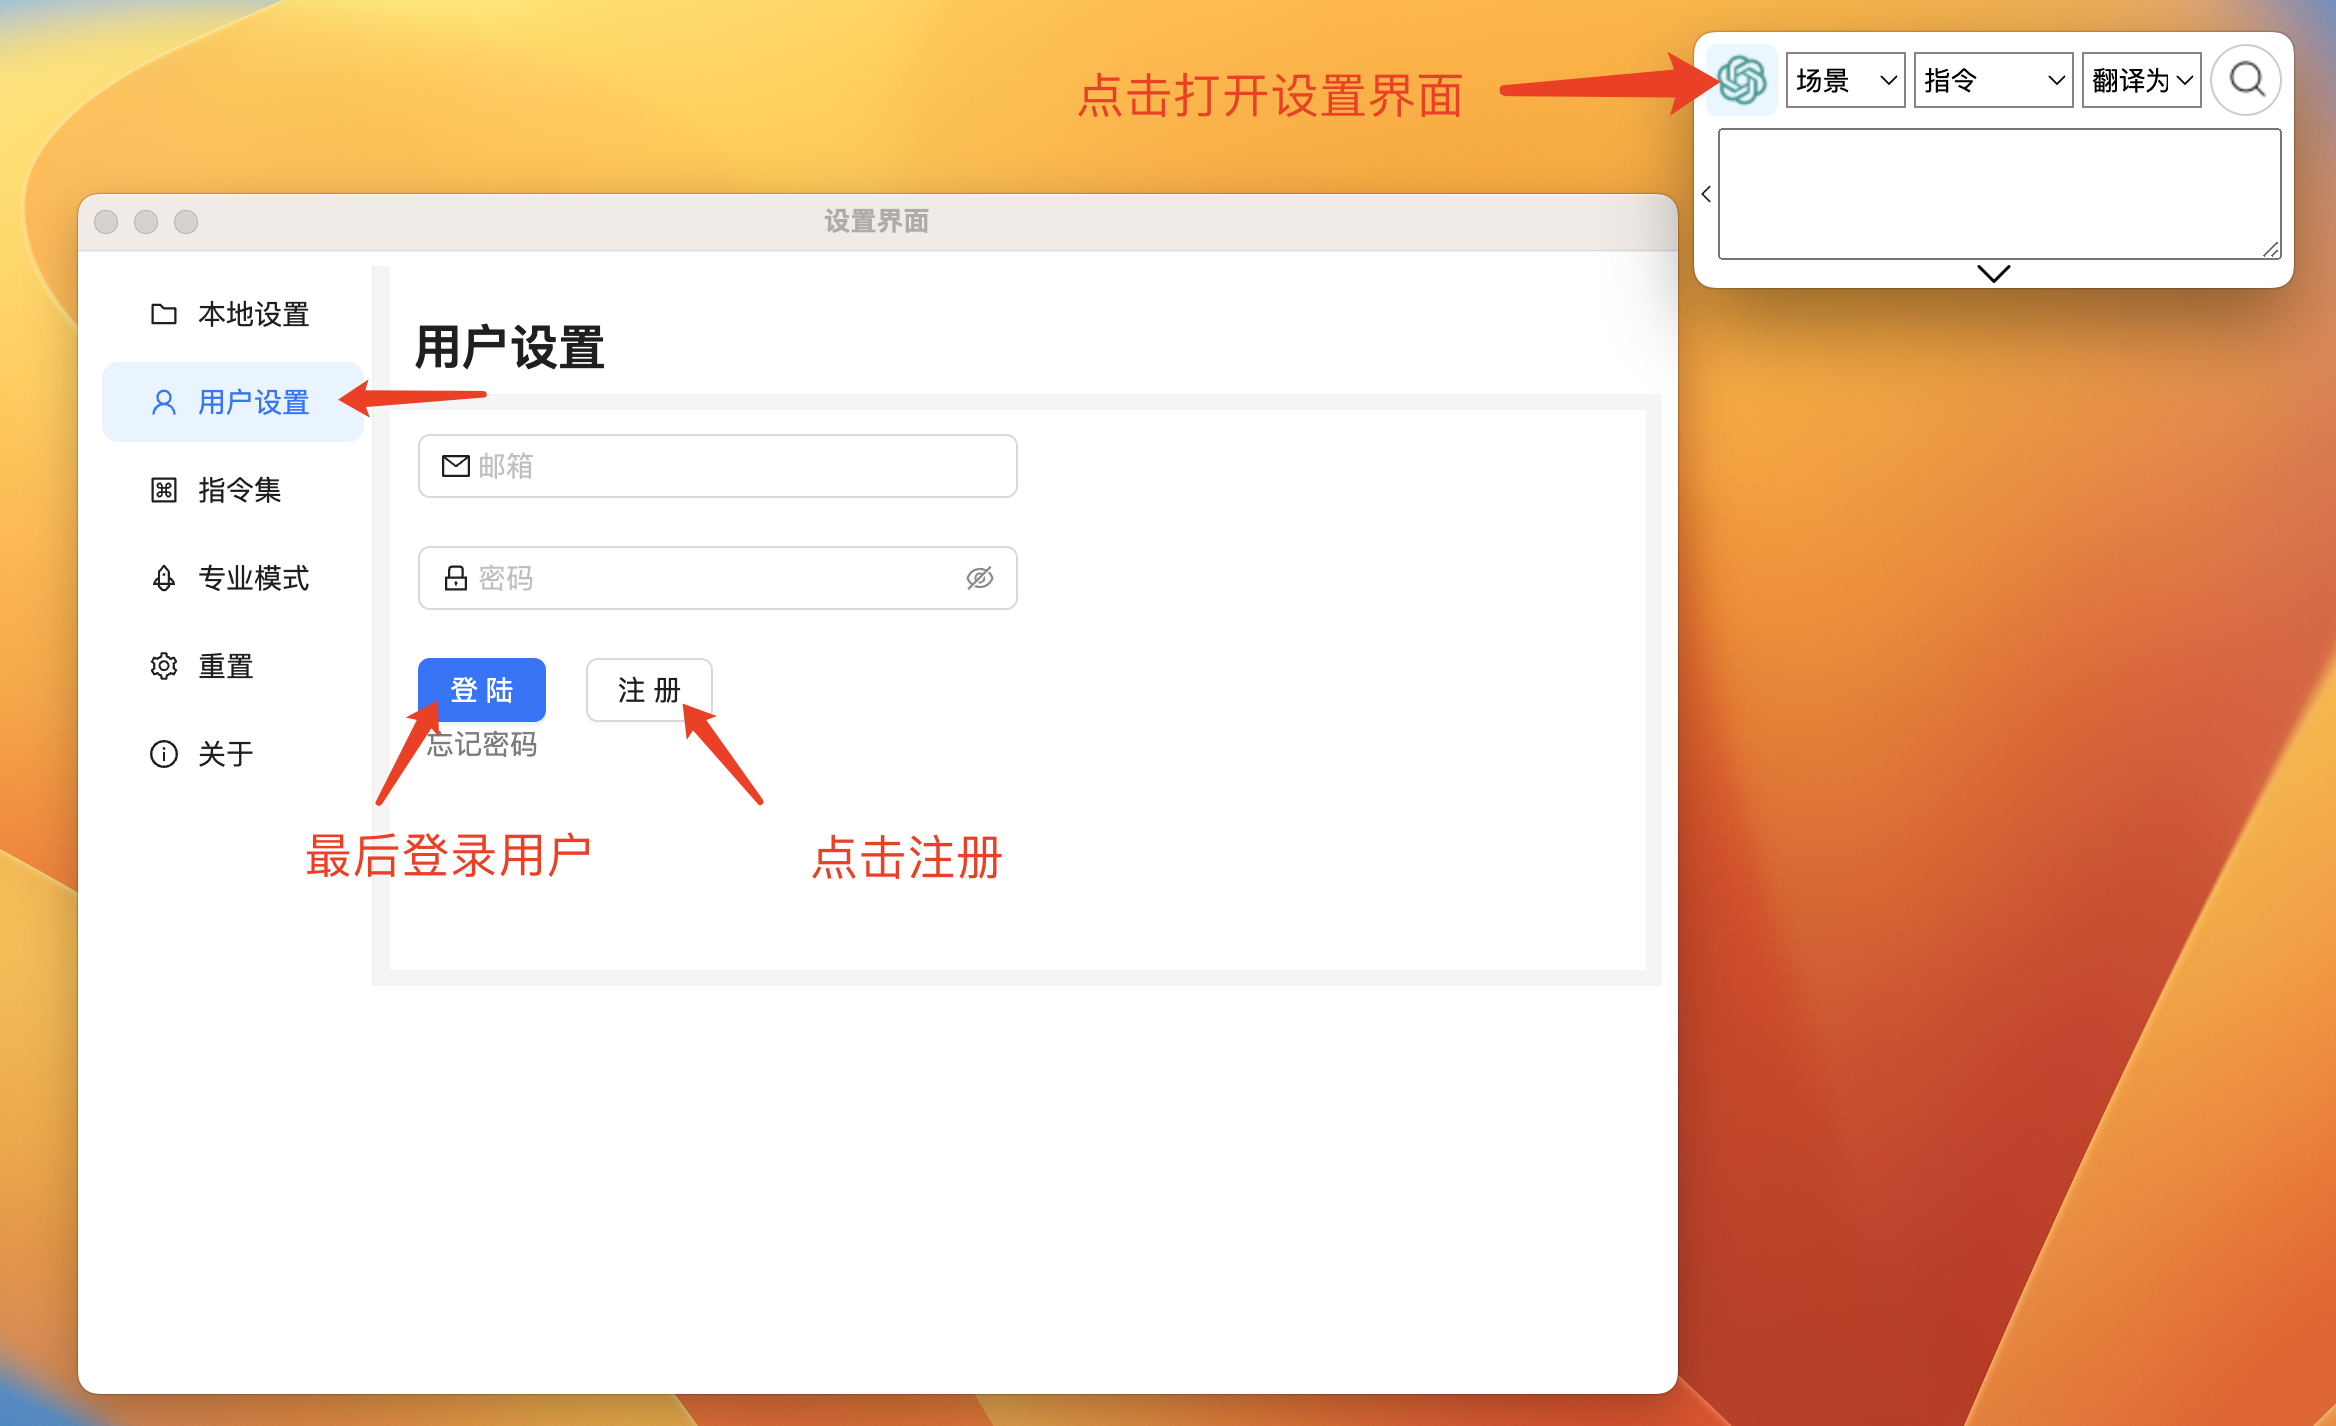 点击打开设置界面
场景
指令
翻译为
设置界面
本地设置
用户设置
指令集
专业模式
重置
关于
用户设置
邮箱
密码
登 陆
注 册
忘记密码
最后登录用户
点击注册